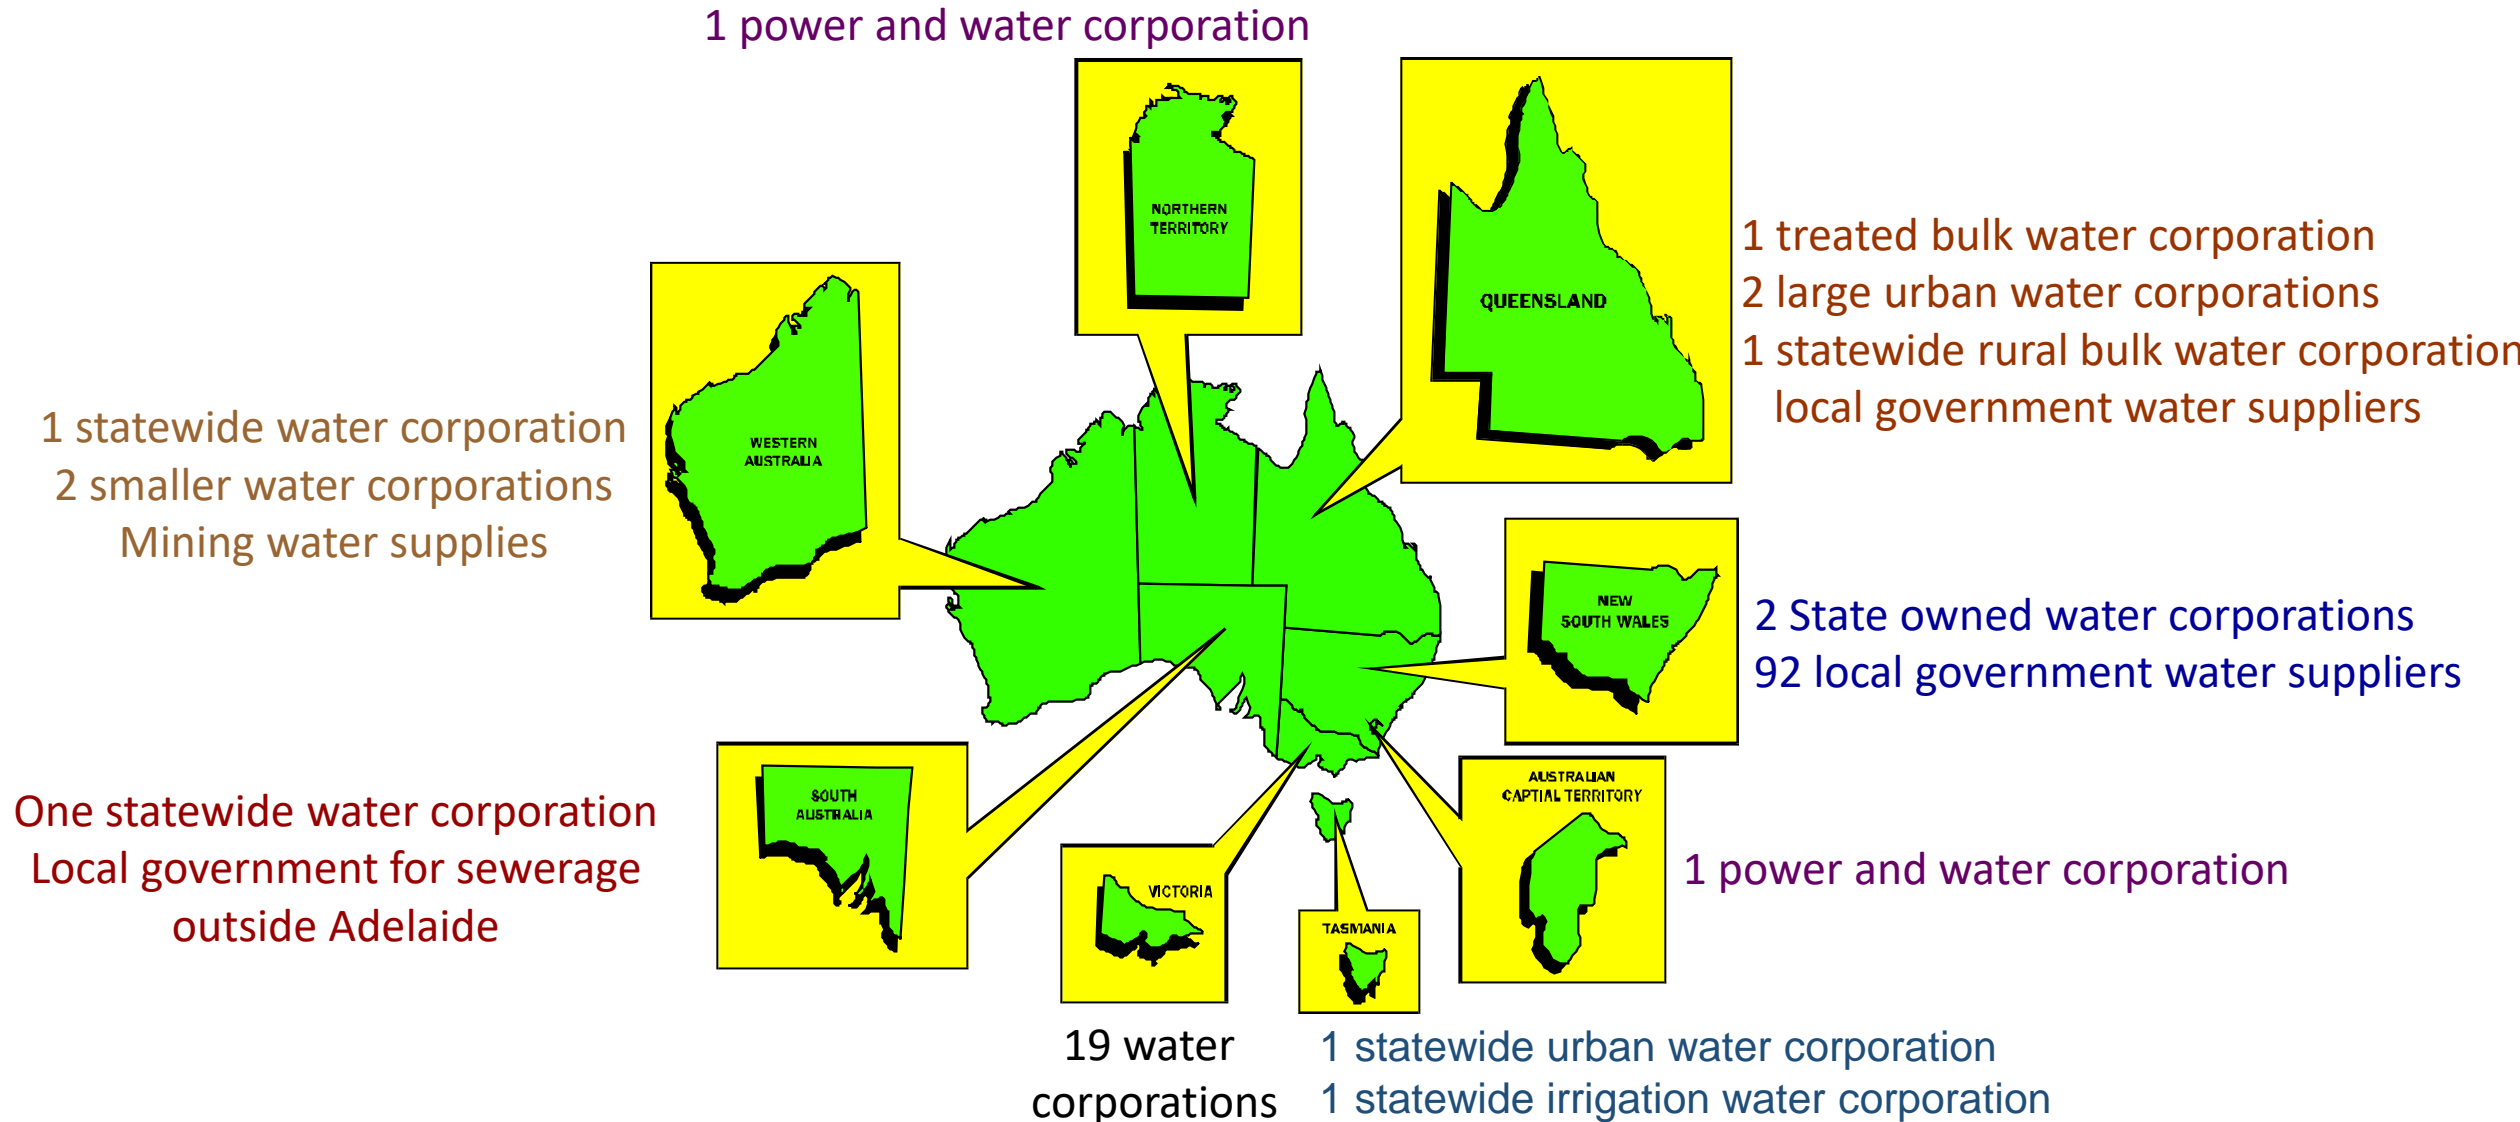 1 power and water corporation
NORTHERN
TERRITORY
QUEENSLAND
1 treated bulk water corporation
2 large urban water corporations
1 statewide rural bulk water corporation
local government water suppliers
WESTERN
AUSTRALIA
1 statewide water corporation
2 smaller water corporations
Mining water supplies
NEW
SOUTH WALES
2 State owned water corporations
92 local government water suppliers
SOUTH
AUSTRALIA
One statewide water corporation
Local government for sewerage
outside Adelaide
AUSTRALIAN
CAPTIAL TERRITORY
1 power and water corporation
VICTORIA
19 water
corporations
TASMANIA
1 statewide urban water corporation
1 statewide irrigation water corporation